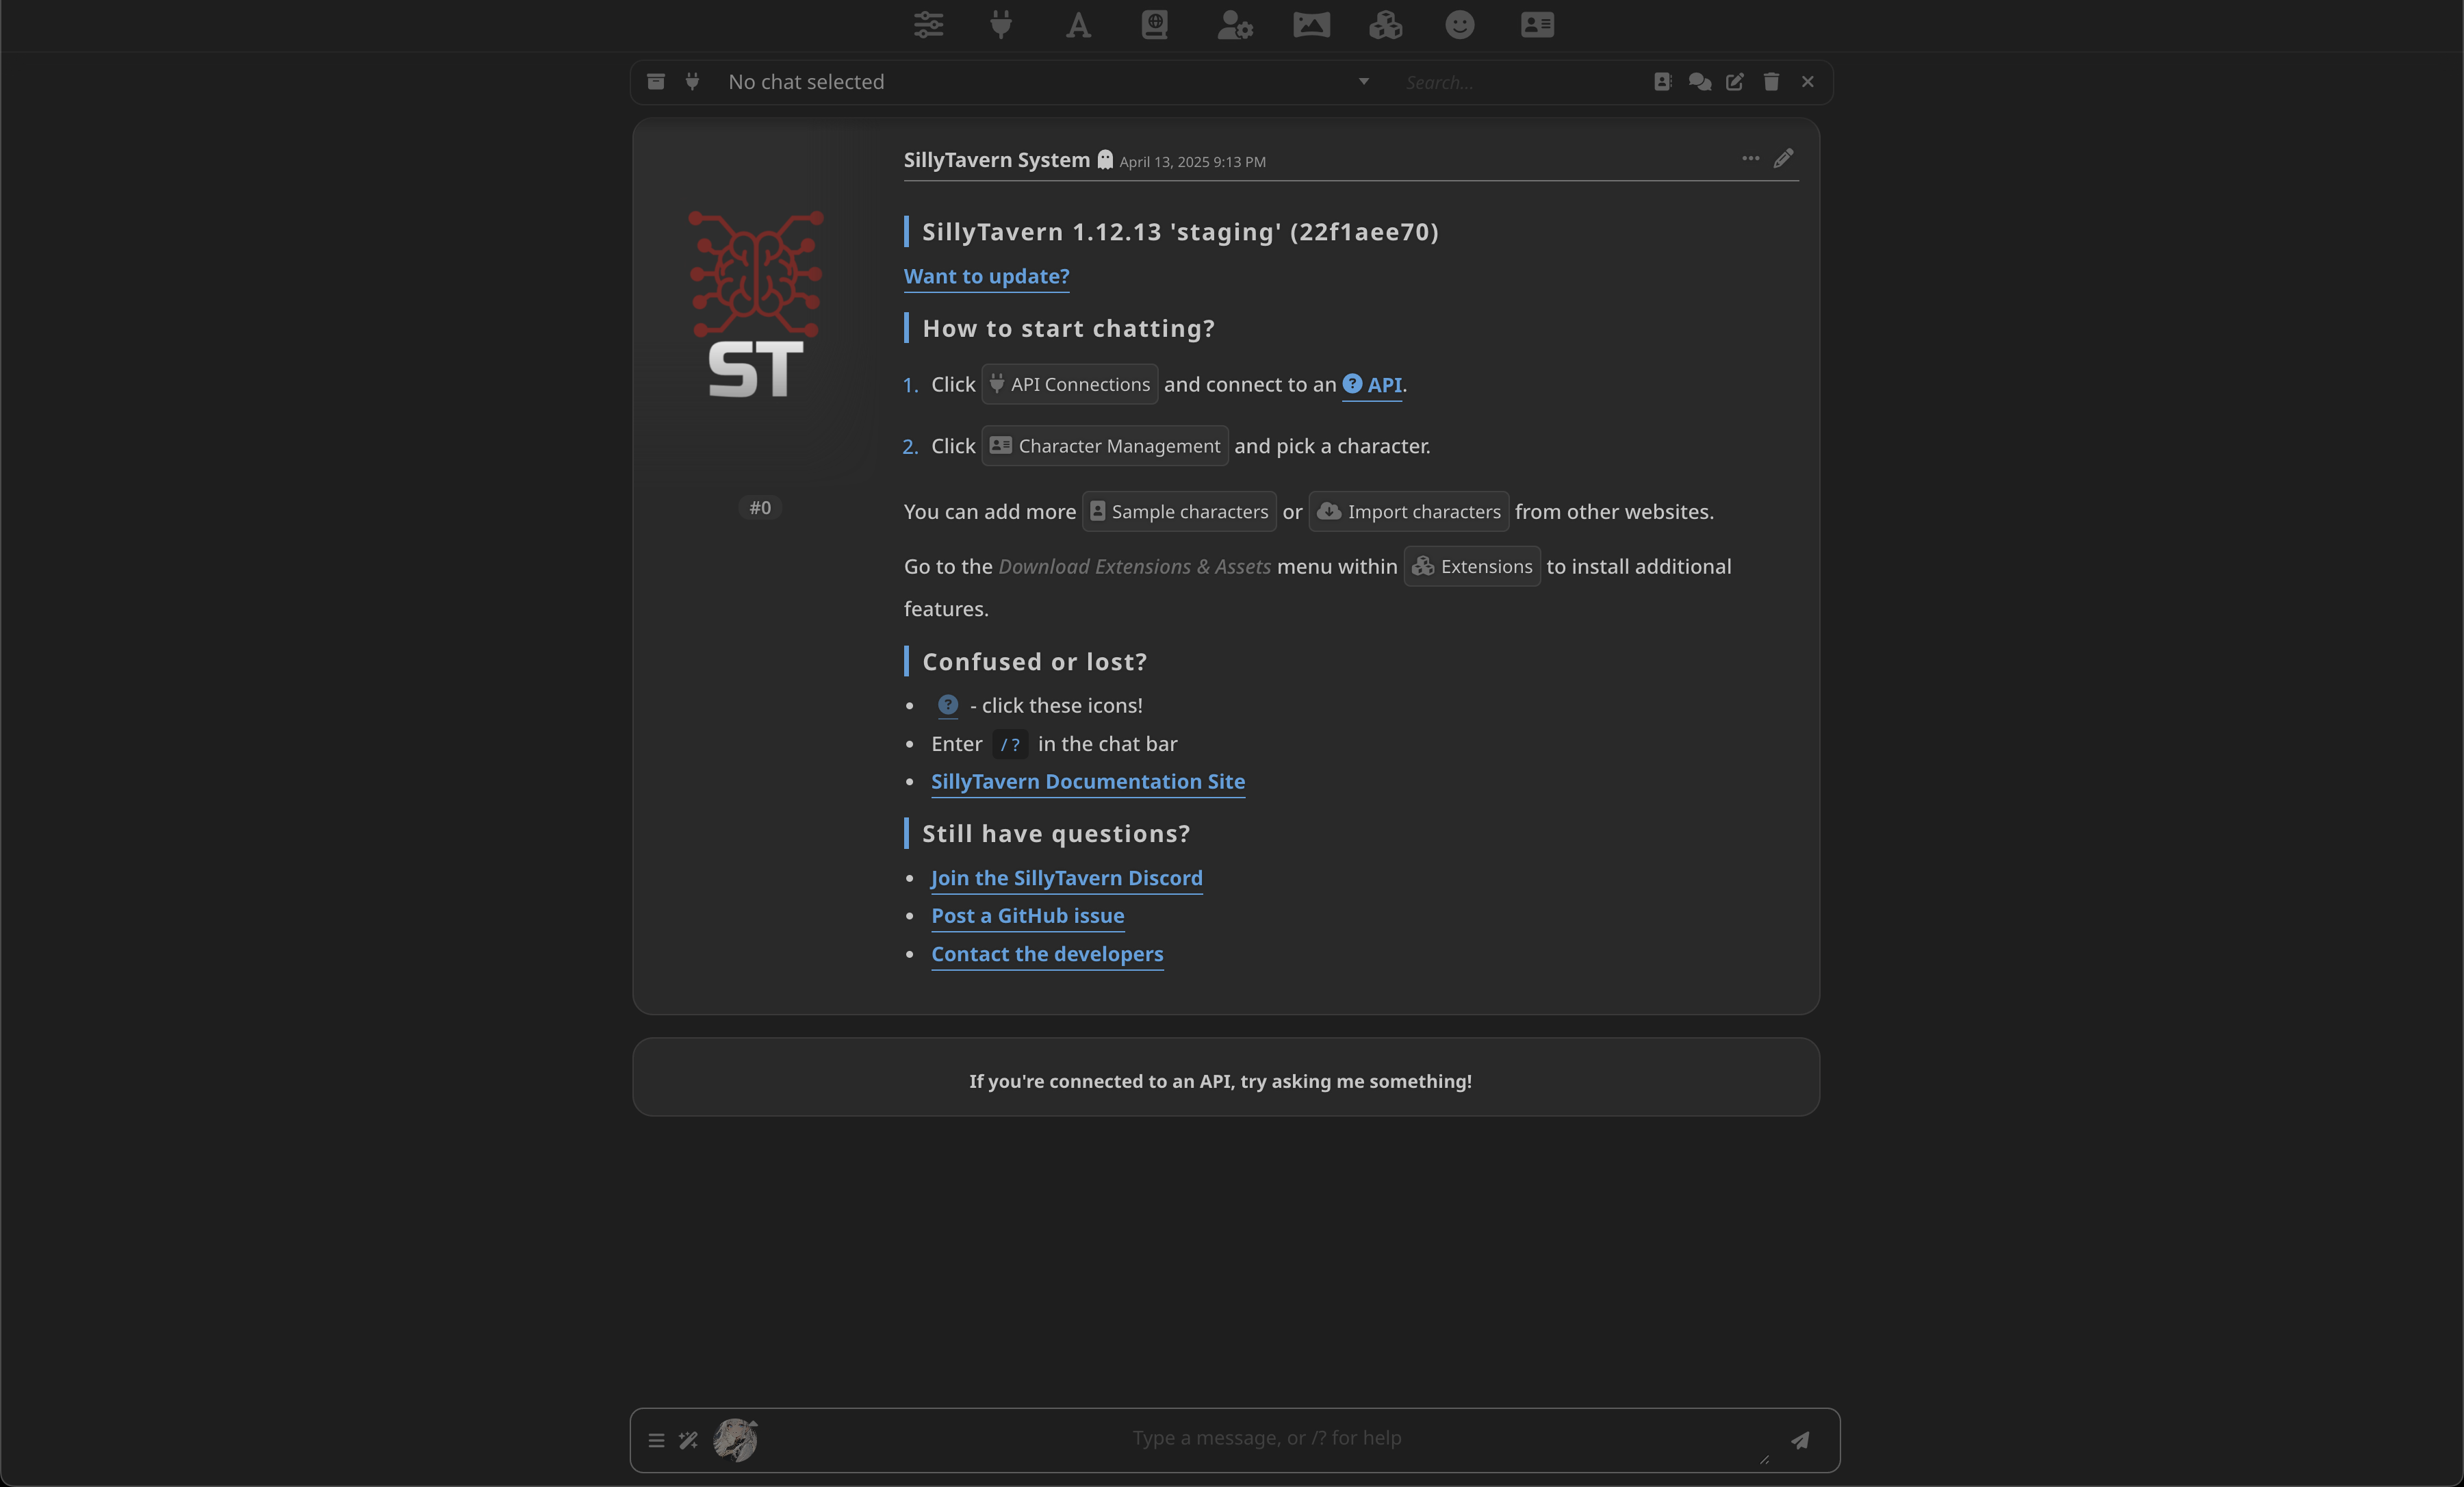 No chat selected
Search...
SillyTavern System April 13, 2025 9:13 PM
ST
SillyTavern 1.12.13 'staging' (22f1aee70)
Want to update?
How to start chatting?
1. Click API Connections and connect to an API.
2. Click Character Management and pick a character.
#0
You can add more Sample characters or Import characters from other websites.
Go to the Download Extensions & Assets menu within Extensions to install additional
features.
Confused or lost?
- click these icons!
Enter /? in the chat bar
SillyTavern Documentation Site
Still have questions?
Join the SillyTavern Discord
Post a GitHub issue
Contact the developers
If you're connected to an API, try asking me something!
Type a message, or /? for help